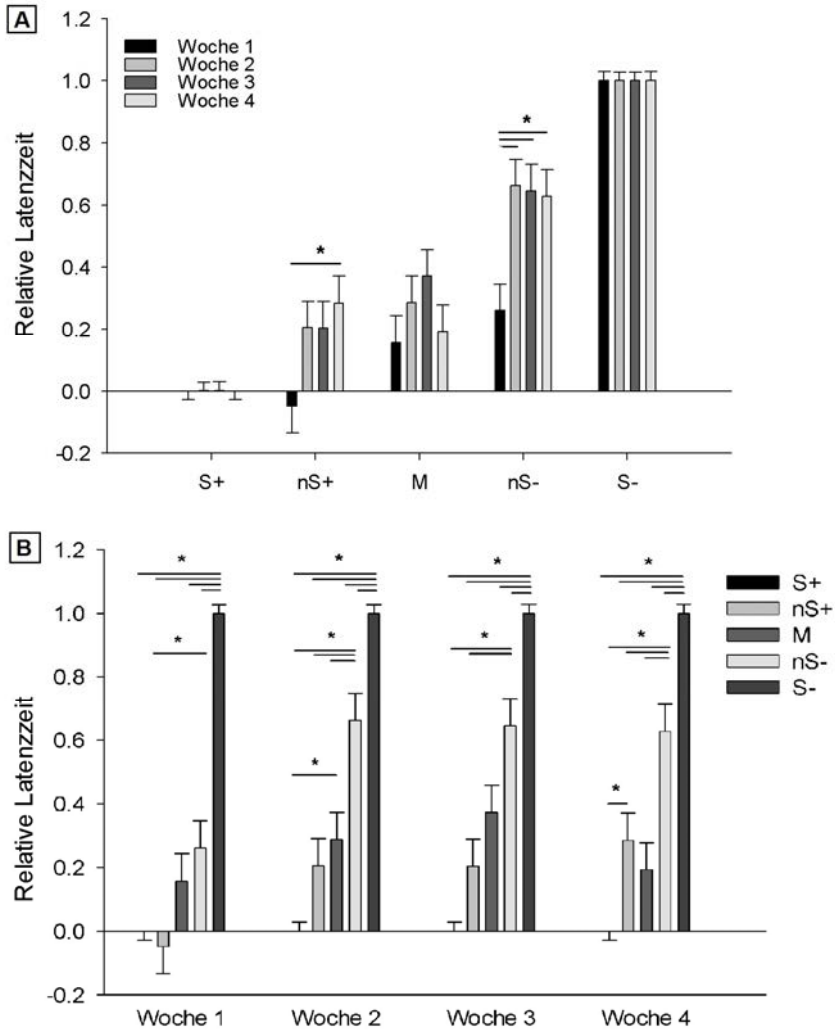 A
1.2
1.0
0.8
0.6
0.4
0.2
0.0
-0.2
Relative Latenzzeit
Woche 1
Woche 2
Woche 3
Woche 4
*
*
S+ nS+ M nS- S-
B
1.2
1.0
0.8
0.6
0.4
0.2
0.0
-0.2
Relative Latenzzeit
* * * *
* * * *
* *
S+
nS+
M
nS-
S-
Woche 1 Woche 2 Woche 3 Woche 4